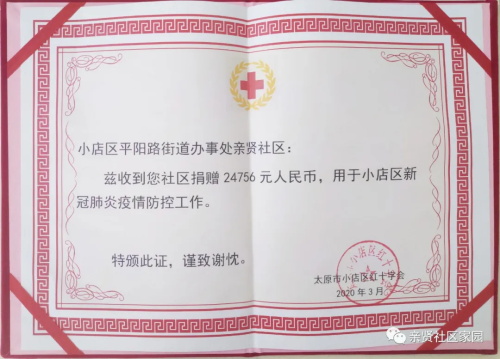 小店区平阳路街道办事处亲贤社区：
兹收到您社区捐赠 24756 元人民币，用于小店区新
冠肺炎疫情防控工作。
特颁此证，谨致谢忱。
太原市小店区红十字会
2020 年 3 月
亲贤社区家园